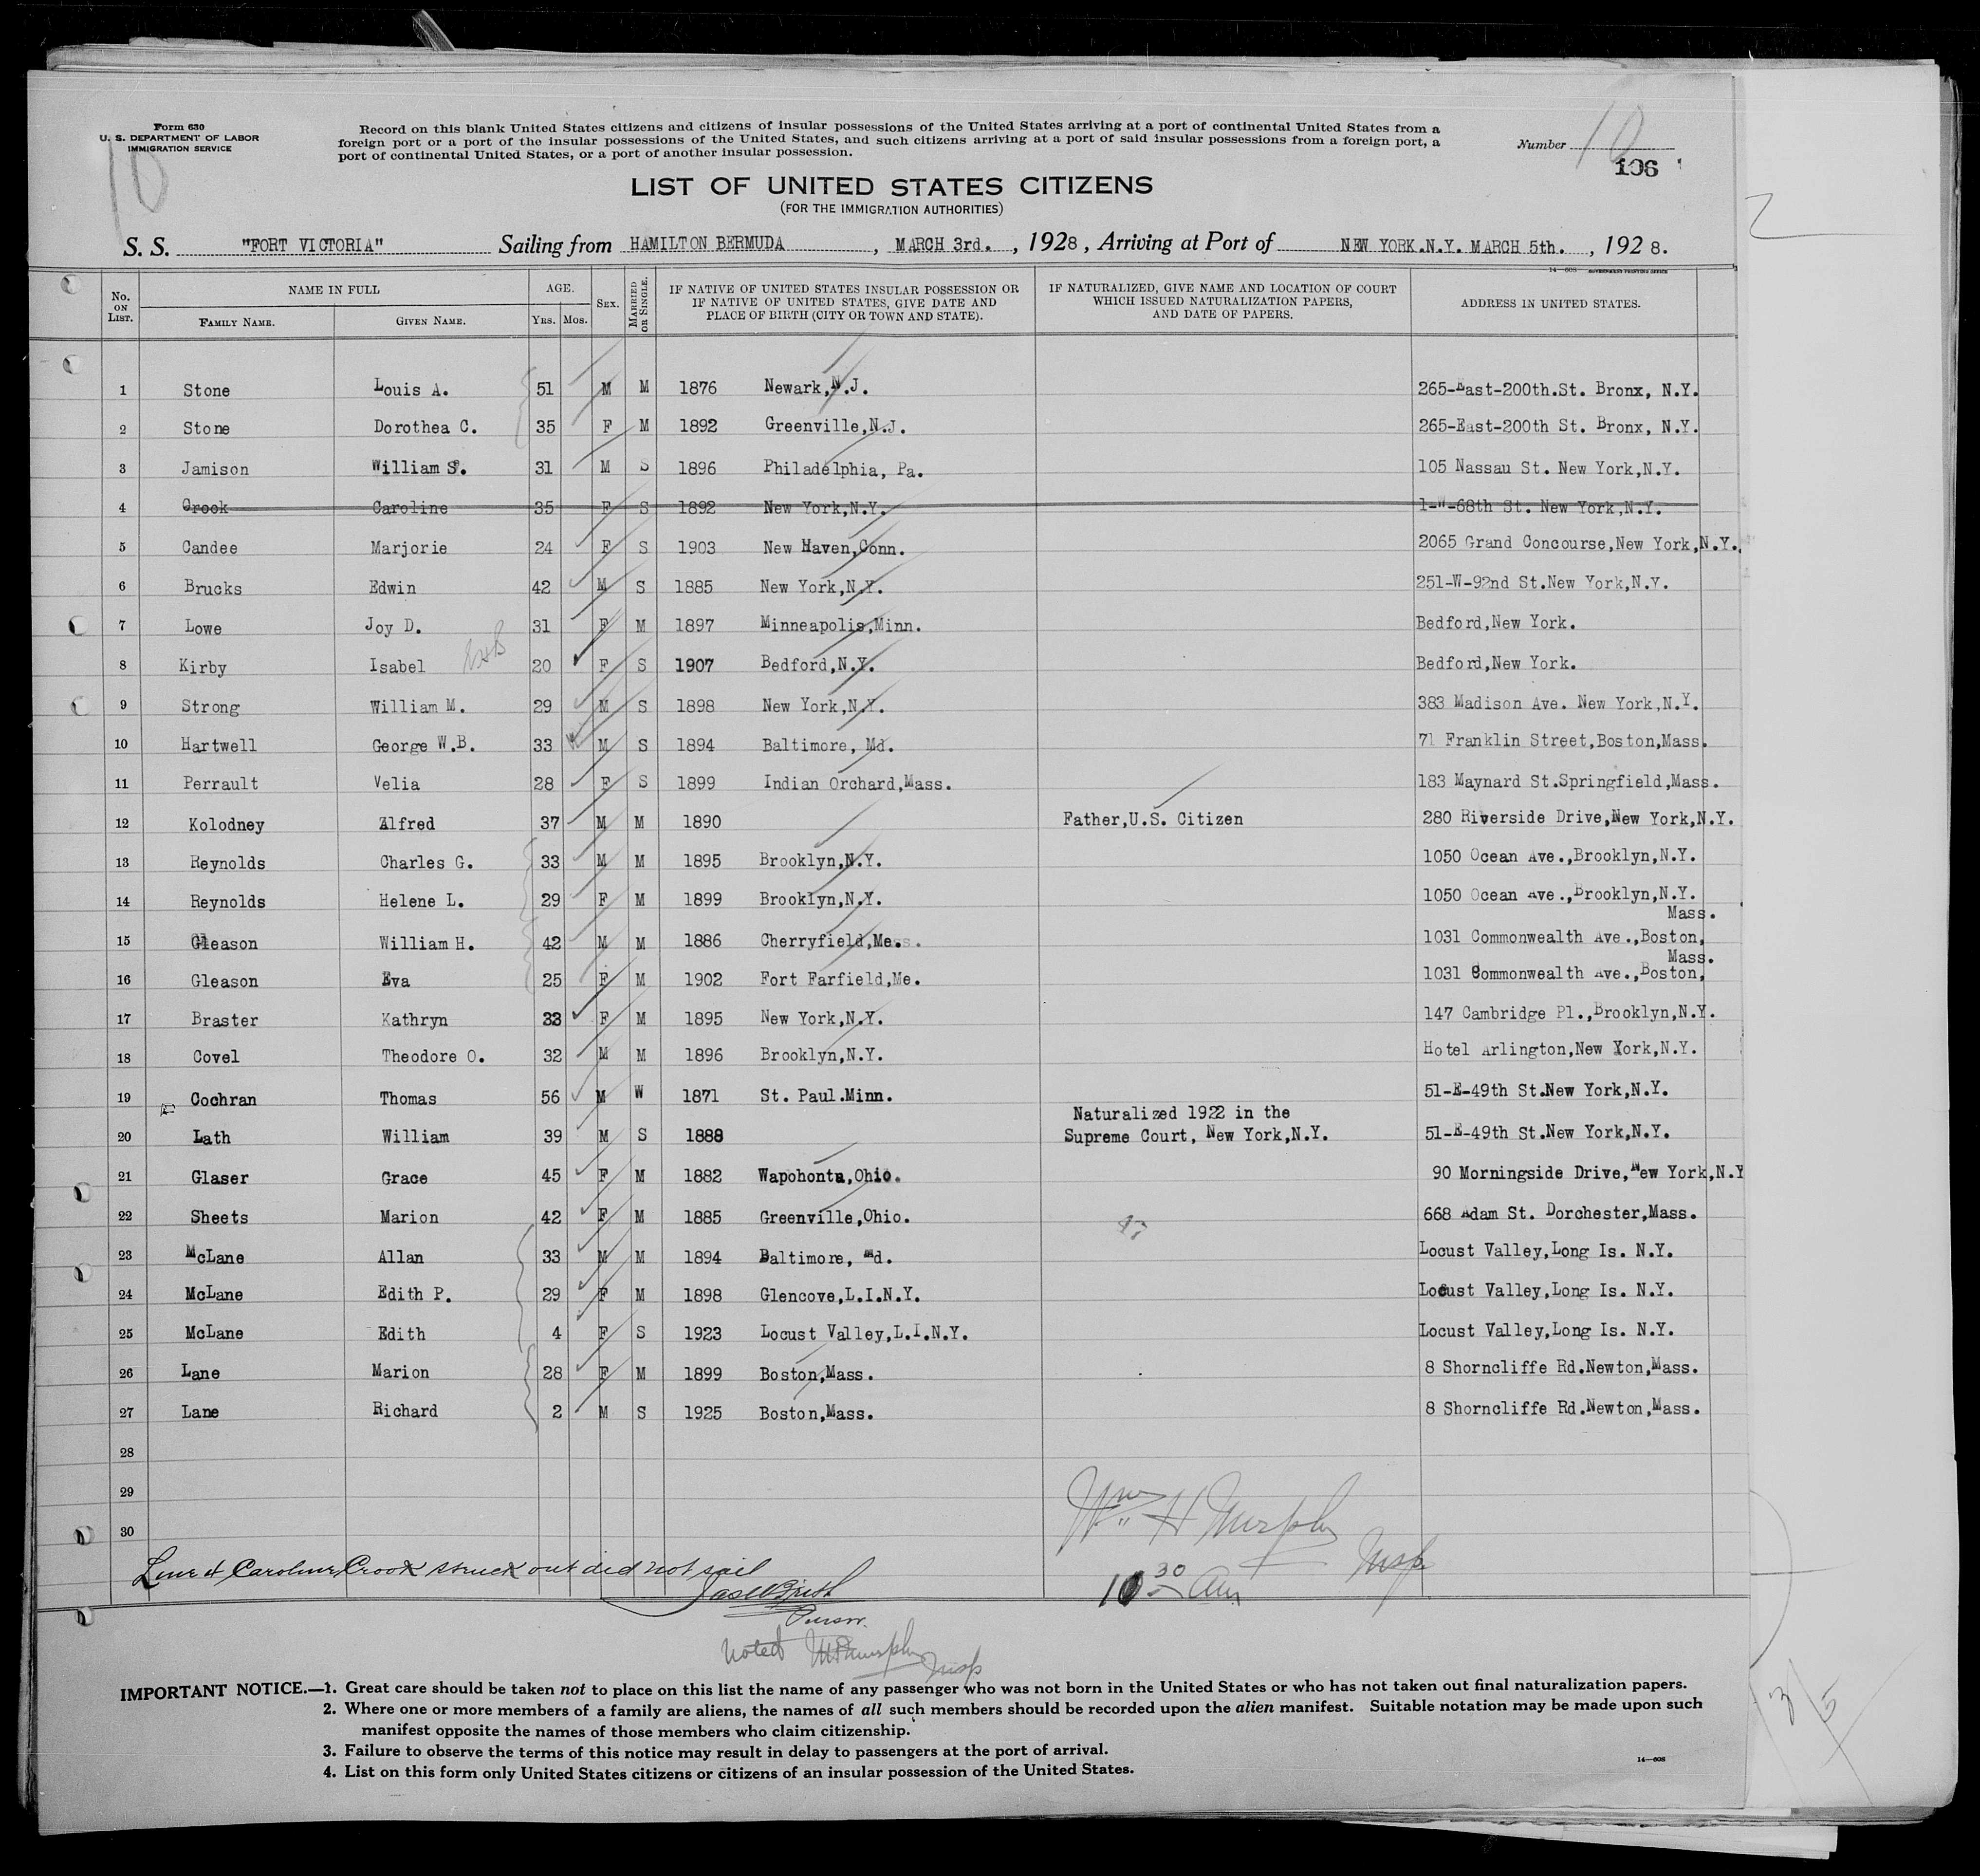 Form 630
U. S. DEPARTMENT OF LABOR
IMMIGRATION SERVICE
10
Record on this blank United States citizens and citizens of insular possessions of the United States arriving at a port of continental United States from a
foreign port or a port of the insular possessions of the United States, and such citizens arriving at a port of said insular possessions from a foreign port, a
port of continental United States, or a port of another insular possession.
Number 10
106
LIST OF UNITED STATES CITIZENS
(FOR THE IMMIGRATION AUTHORITIES)
S. S. "FORT VICTORIA" Sailing from HAMILTON BERMUDA, MARCH 3rd., 1928, Arriving at Port of NEW YORK.N.Y. MARCH 5th., 1928.
No. ON LIST. NAME IN FULL FAMILY NAME. GIVEN NAME. AGE. YRS. MOS. SEX. MARRIED OR SINGLE. IF NATIVE OF UNITED STATES INSULAR POSSESSION OR IF NATIVE OF UNITED STATES, GIVE DATE AND PLACE OF BIRTH (CITY OR TOWN AND STATE). IF NATURALIZED, GIVE NAME AND LOCATION OF COURT WHICH ISSUED NATURALIZATION PAPERS, AND DATE OF PAPERS. ADDRESS IN UNITED STATES.
1 Stone Louis A. 51 M M 1876 Newark,N.J. 265-East-200th.St. Bronx, N.Y.
2 Stone Dorothea C. 35 F M 1892 Greenville,N.J. 265-East-200th St. Bronx, N.Y.
3 Jamison William S. 31 M S 1896 Philadelphia, Pa. 105 Nassau St. New York,N.Y.
4 Crook Caroline 35 F S 1892 New York,N.Y. 1-W-68th St. New York,N.Y.
5 Candee Marjorie 24 F S 1903 New Haven,Conn. 2065 Grand Concourse,New York,N.Y.
6 Brucks Edwin 42 M S 1885 New York,N.Y. 251-W-92nd St.New York,N.Y.
7 Lowe Joy D. 31 F M 1897 Minneapolis,Minn. Bedford,New York.
8 Kirby Isabel 20 F S 1907 Bedford,N.Y. Bedford,New York.
9 Strong William M. 29 M S 1898 New York,N.Y. 383 Madison Ave. New York,N.Y.
10 Hartwell George W.B. 33 M S 1894 Baltimore, Md. 71 Franklin Street,Boston,Mass.
11 Perrault Velia 28 F S 1899 Indian Orchard,Mass. 183 Maynard St.Springfield,Mass.
12 Kolodney Alfred 37 M M 1890 Father,U.S. Citizen 280 Riverside Drive,New York,N.Y.
13 Reynolds Charles G. 33 M M 1895 Brooklyn,N.Y. 1050 Ocean Ave.,Brooklyn,N.Y.
14 Reynolds Helene L. 29 F M 1899 Brooklyn,N.Y. 1050 Ocean Ave.,Brooklyn,N.Y.
Mass.
15 Gleason William H. 42 M M 1886 Cherryfield,Me. 1031 Commonwealth Ave.,Boston,
Mass.
16 Gleason Eva 25 F M 1902 Fort Farfield,Me. 1031 Commonwealth Ave.,Boston,
17 Braster Kathryn 33 F M 1895 New York,N.Y. 147 Cambridge Pl.,Brooklyn,N.Y.
18 Covel Theodore O. 32 M M 1896 Brooklyn,N.Y. Hotel Arlington,New York,N.Y.
19 Cochran Thomas 56 M W 1871 St. Paul.Minn. 51-E-49th St.New York,N.Y.
Naturalized 1922 in the
20 Lath William 39 M S 1888 Supreme Court, New York,N.Y. 51-E-49th St.New York,N.Y.
21 Glaser Grace 45 F M 1882 Wapohonta,Ohio. 90 Morningside Drive,New York,N.Y
22 Sheets Marion 42 F M 1885 Greenville,Ohio. 668 Adam St. Dorchester,Mass.
23 McLane Allan 33 M M 1894 Baltimore, Md. Locust Valley,Long Is. N.Y.
24 McLane Edith P. 29 F M 1898 Glencove,L.I.N.Y. Locust Valley,Long Is. N.Y.
25 McLane Edith 4 F S 1923 Locust Valley,L.I.N.Y. Locust Valley,Long Is. N.Y.
26 Lane Marion 28 F M 1899 Boston,Mass. 8 Shorncliffe Rd.Newton,Mass.
27 Lane Richard 2 M S 1925 Boston,Mass. 8 Shorncliffe Rd.Newton,Mass.
28
29
30
Wm H Murphy
Insp
10 30 am
Line 4 Caroline Crook struck out did not sail
Purser
Noted WHMurphy Insp
IMPORTANT NOTICE.—1. Great care should be taken not to place on this list the name of any passenger who was not born in the United States or who has not taken out final naturalization papers.
2. Where one or more members of a family are aliens, the names of all such members should be recorded upon the alien manifest. Suitable notation may be made upon such
manifest opposite the names of those members who claim citizenship.
3. Failure to observe the terms of this notice may result in delay to passengers at the port of arrival.
4. List on this form only United States citizens or citizens of an insular possession of the United States.
14—608
3/5